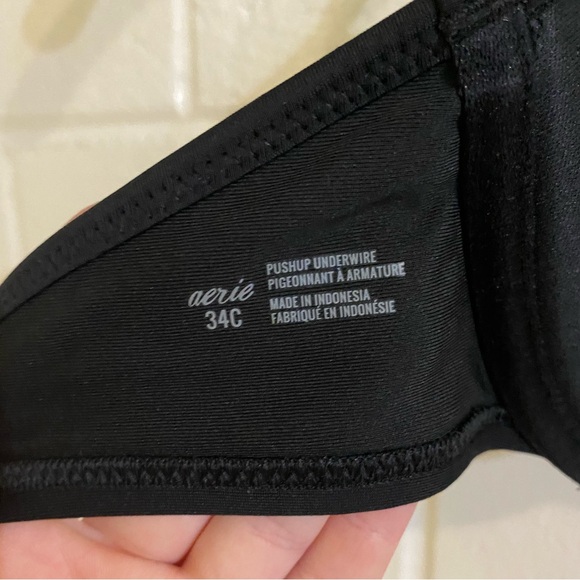 aerie
34C
PUSHUP UNDERWIRE
PIGEONNANT À ARMATURE
MADE IN INDONESIA
FABRIQUÉ EN INDONÉSIE